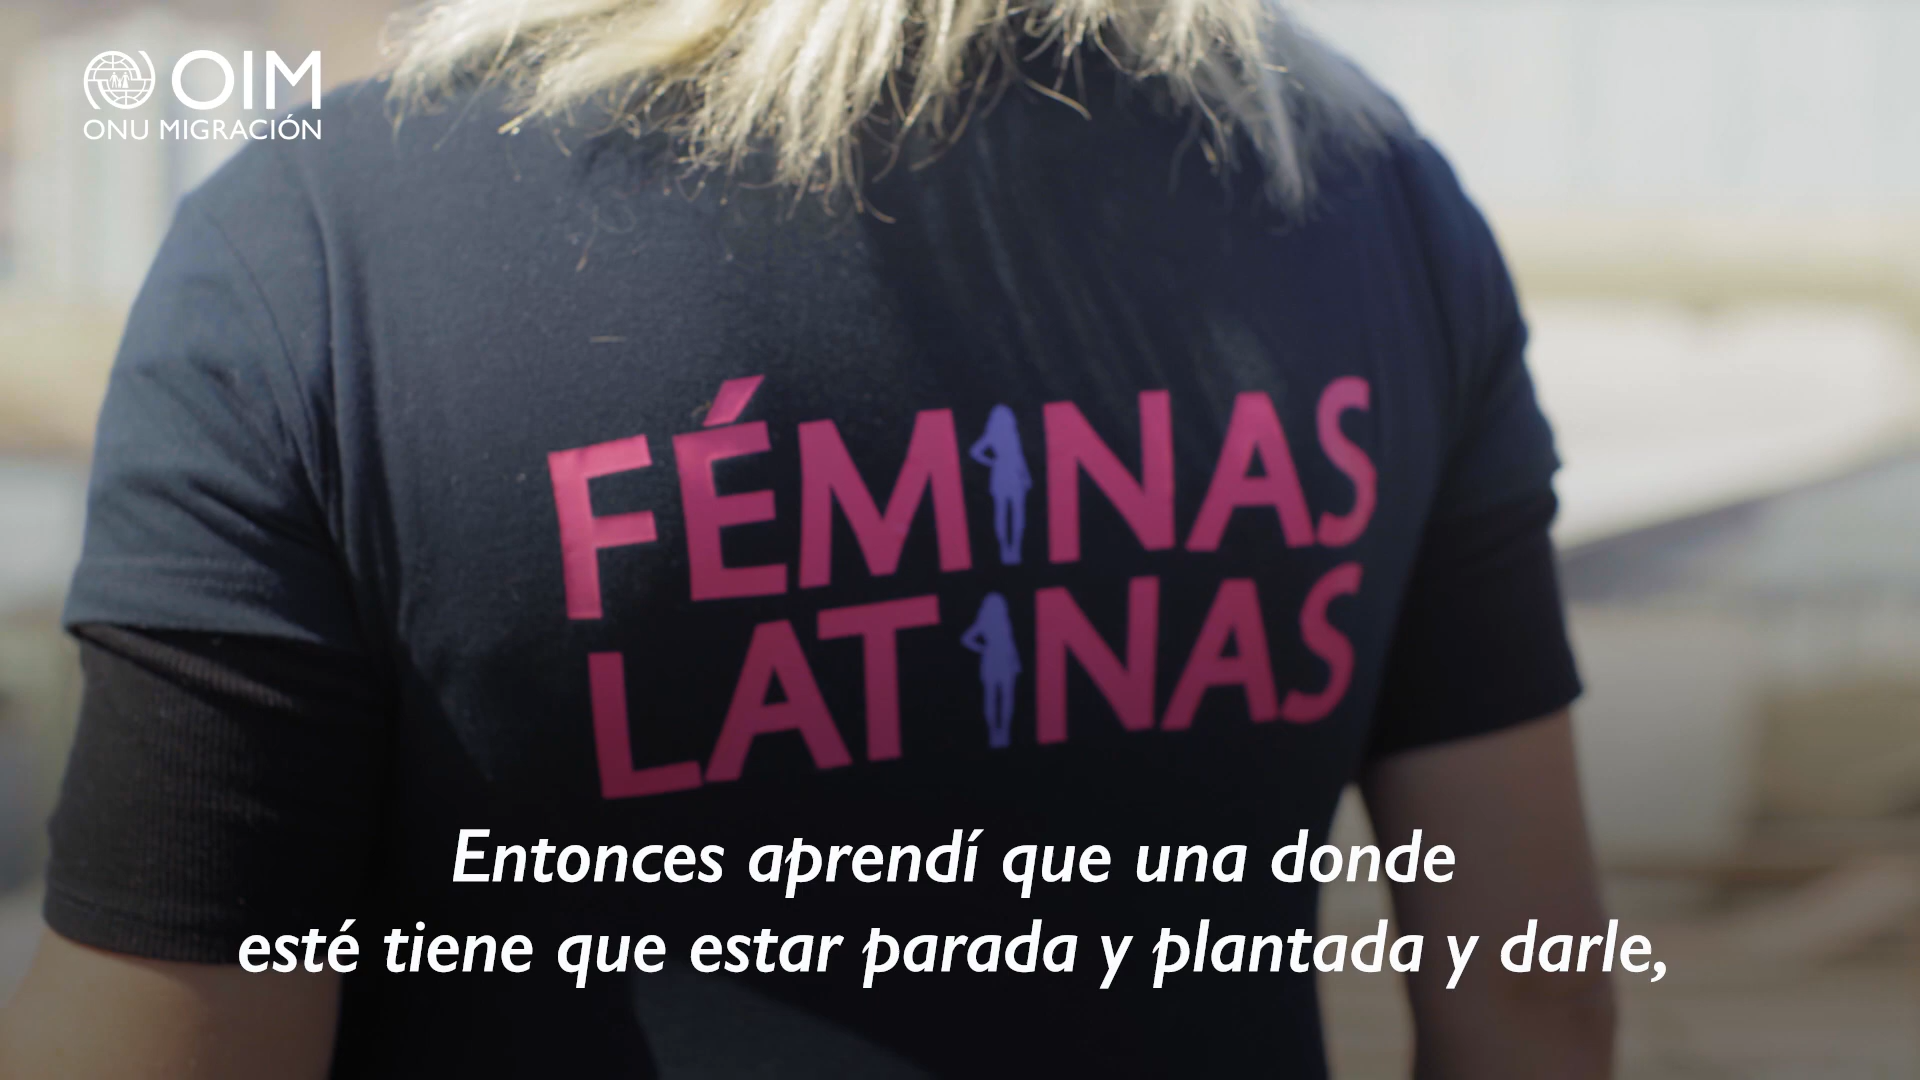 OIM
ONU MIGRACIÓN
FÉMINAS
LATINAS
Entonces aprendí que una donde
esté tiene que estar parada y plantada y darle,